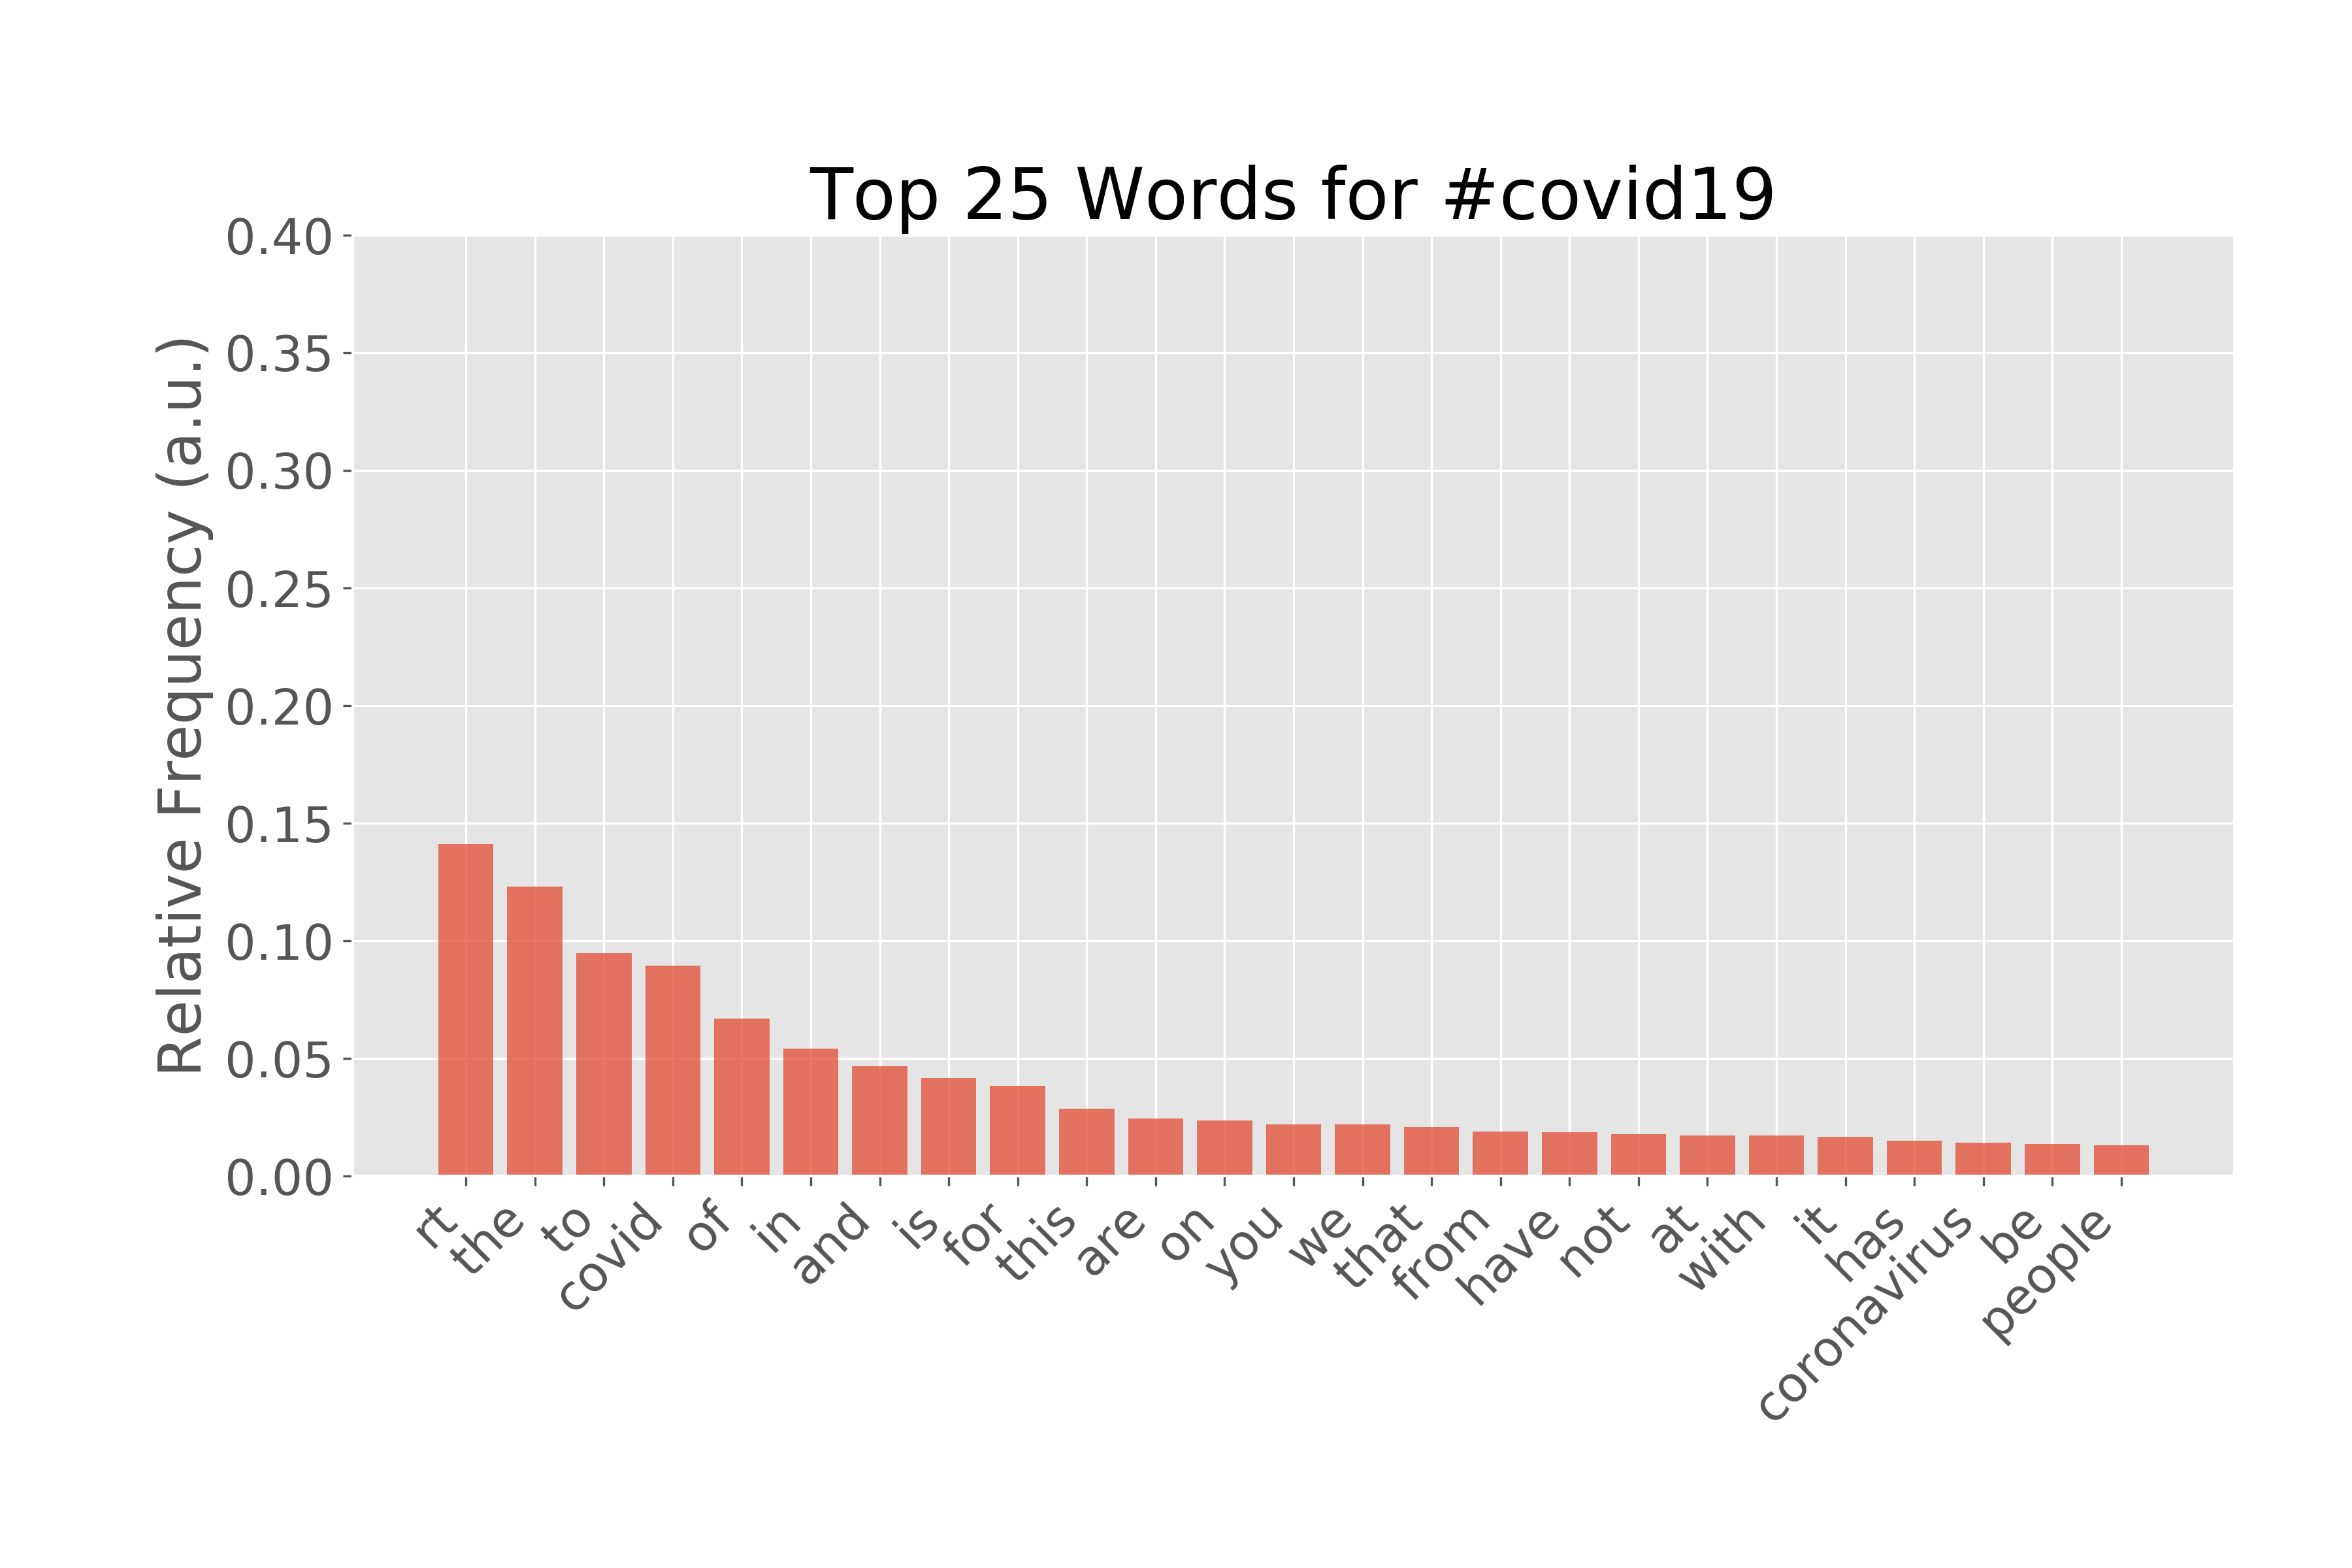 Top 25 Words for #covid19
Relative Frequency (a.u.)
0.40
0.35
0.30
0.25
0.20
0.15
0.10
0.05
0.00
rt
the
to
covid
of
in
and
is
for
this
are
on
you
we
that
from
have
not
at
with
it
has
coronavirus
be
people